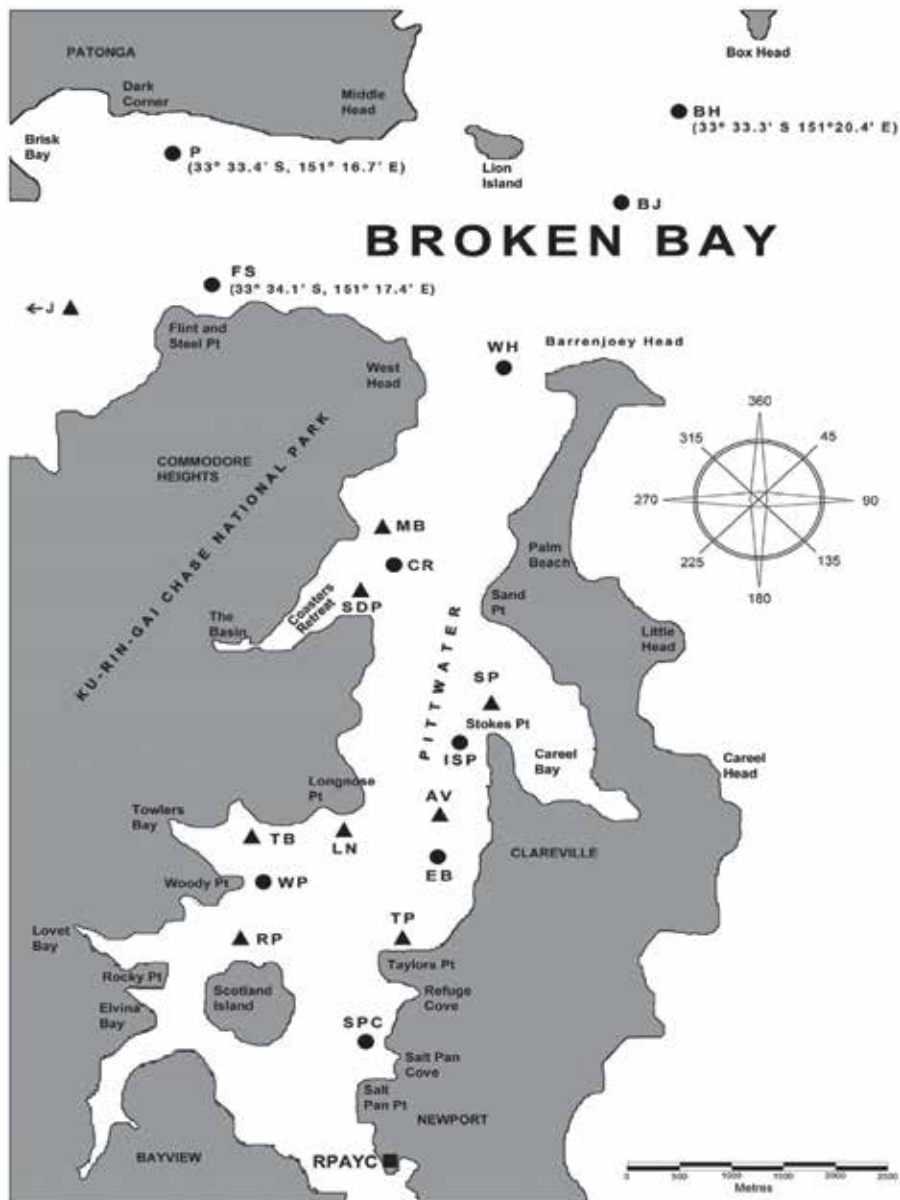 PATONGA
Box Head
Dark
Corner
Middle
Head
BH
(33° 33.3' S 151°20.4' E)
Brisk
Bay
P
(33° 33.4' S, 151° 16.7' E)
Lion
Island
BJ
BROKEN BAY
FS
(33° 34.1' S, 151° 17.4' E)
←J
Flint and
Steel Pt
WH
Barrenjoey Head
West
Head
360
315
45
270
90
225
135
180
COMMODORE
HEIGHTS
KU-RIN-GAI CHASE NATIONAL PARK
MB
CR
Palm
Beach
SDP
Coasters
Retreat
Sand
Pt
The
Basin
Little
Head
PITTWATER
SP
Stokes Pt
ISP
Careel
Bay
Careel
Head
Longnose
Pt
AV
Towlers
Bay
TB
LN
CLAREVILLE
EB
Woody Pt
WP
TP
Lovet
Bay
RP
Taylors Pt
Rocky Pt
Scotland
Island
Refuge
Cove
Elvina
Bay
SPC
Salt Pan
Cove
Salt
Pan Pt
NEWPORT
BAYVIEW
RPAYC
0 500 1000 1500 2000 2500
Metres